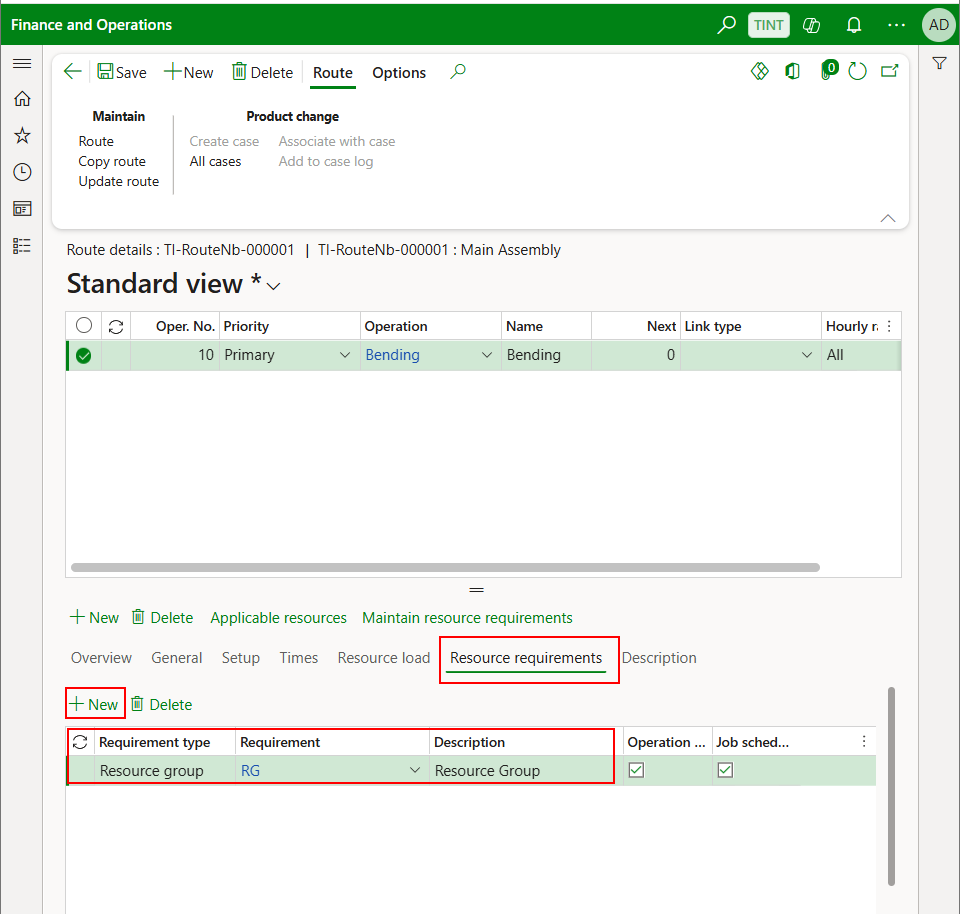 Finance and Operations TINT AD
Save New Delete Route Options 0
Maintain Product change
Route Create case Associate with case
Copy route All cases Add to case log
Update route
Route details : TI-RouteNb-000001 | TI-RouteNb-000001 : Main Assembly
Standard view *
Oper. No. Priority Operation Name Next Link type Hourly r
10 Primary Bending Bending 0 All
New Delete Applicable resources Maintain resource requirements
Overview General Setup Times Resource load Resource requirements Description
New Delete
Requirement type Requirement Description Operation ... Job sched...
Resource group RG Resource Group